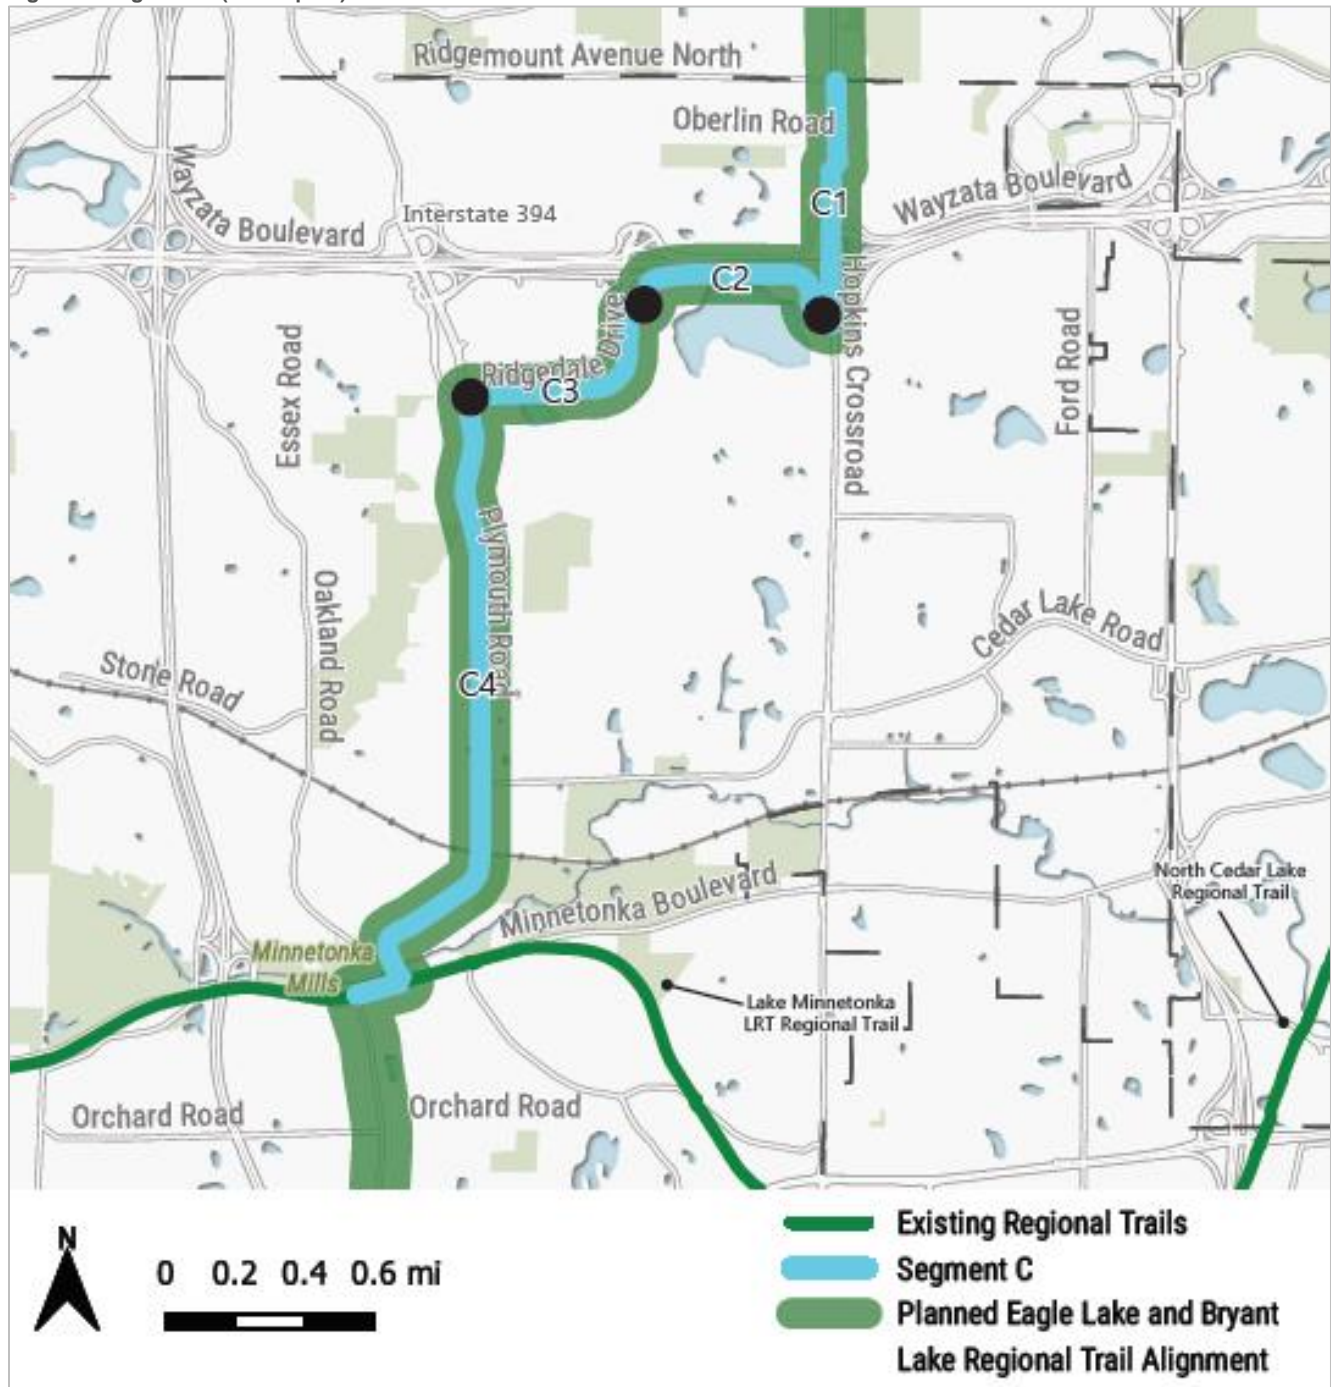 Ridgemount Avenue North
Oberlin Road
C1
Wayzata Boulevard
Wayzata Boulevard
Interstate 394
C2
Hopkins Crossroad
Ridgedale Drive
C3
Essex Road
Ford Road
Plymouth Road
Oakland Road
Cedar Lake Road
Stone Road
C4
North Cedar Lake
Regional Trail
Minnetonka Boulevard
Minnetonka
Mills
Lake Minnetonka
LRT Regional Trail
Orchard Road
Orchard Road
N
0 0.2 0.4 0.6 mi
Existing Regional Trails
Segment C
Planned Eagle Lake and Bryant
Lake Regional Trail Alignment